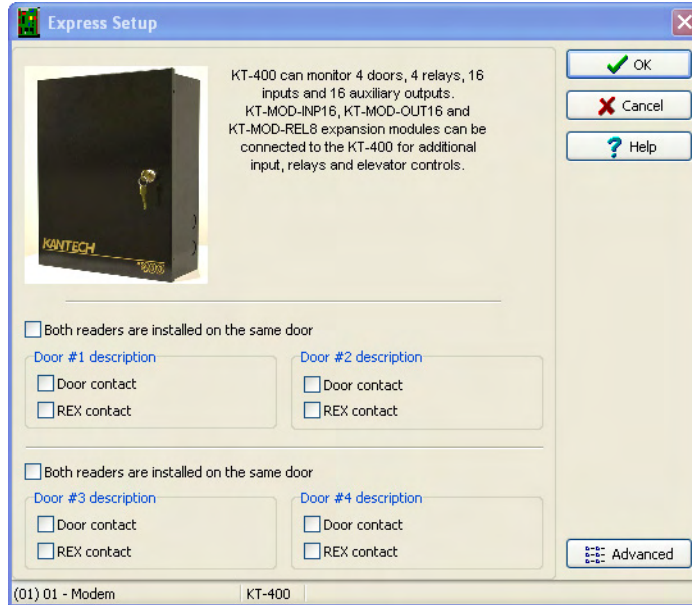 Express Setup
KT-400 can monitor 4 doors, 4 relays, 16
inputs and 16 auxiliary outputs.
KT-MOD-INP16, KT-MOD-OUT16 and
KT-MOD-REL8 expansion modules can be
connected to the KT-400 for additional
input, relays and elevator controls.
OK
Cancel
Help
KANTECH
400
Both readers are installed on the same door
Door #1 description
Door contact
REX contact
Door #2 description
Door contact
REX contact
Both readers are installed on the same door
Door #3 description
Door contact
REX contact
Door #4 description
Door contact
REX contact
Advanced
(01) 01 - Modem
KT-400